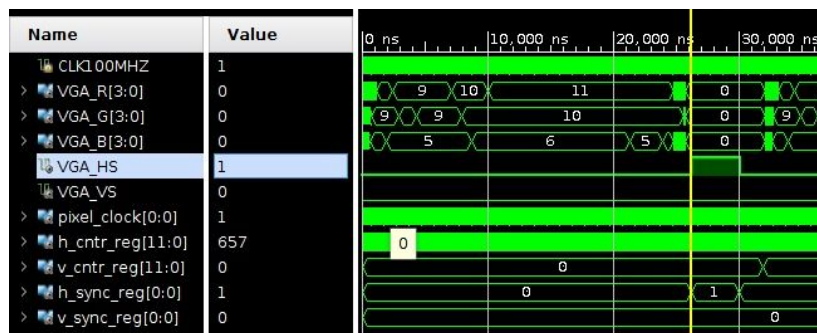 Name Value 0 ns 10,000 ns 20,000 ns 30,000 ns
CLK100MHZ 1
VGA_R[3:0] 0 9 10 11 0
VGA_G[3:0] 0 9 9 10 0 9
VGA_B[3:0] 0 5 6 5 0
VGA_HS 1
VGA_VS 0
pixel_clock[0:0] 1
h_cntr_reg[11:0] 657 0
v_cntr_reg[11:0] 0 0
h_sync_reg[0:0] 1 0 1
v_sync_reg[0:0] 0 0